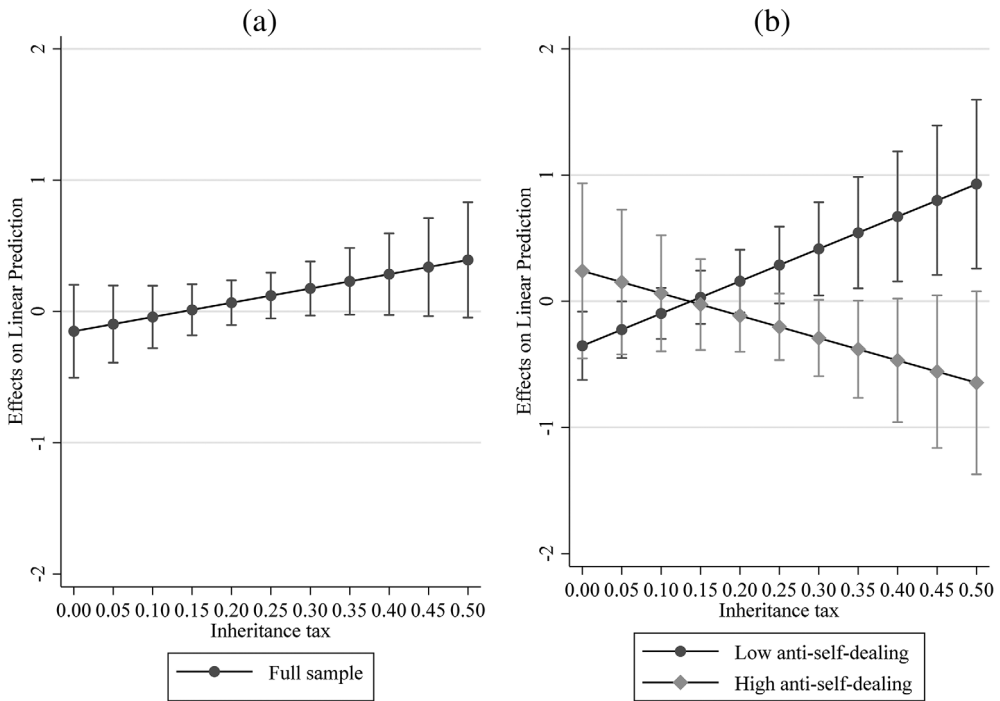 (a)
Effects on Linear Prediction
2
1
0
-1
-2
0.00 0.05 0.10 0.15 0.20 0.25 0.30 0.35 0.40 0.45 0.50
Inheritance tax
Full sample
(b)
Effects on Linear Prediction
2
1
0
-1
-2
0.00 0.05 0.10 0.15 0.20 0.25 0.30 0.35 0.40 0.45 0.50
Inheritance tax
Low anti-self-dealing
High anti-self-dealing